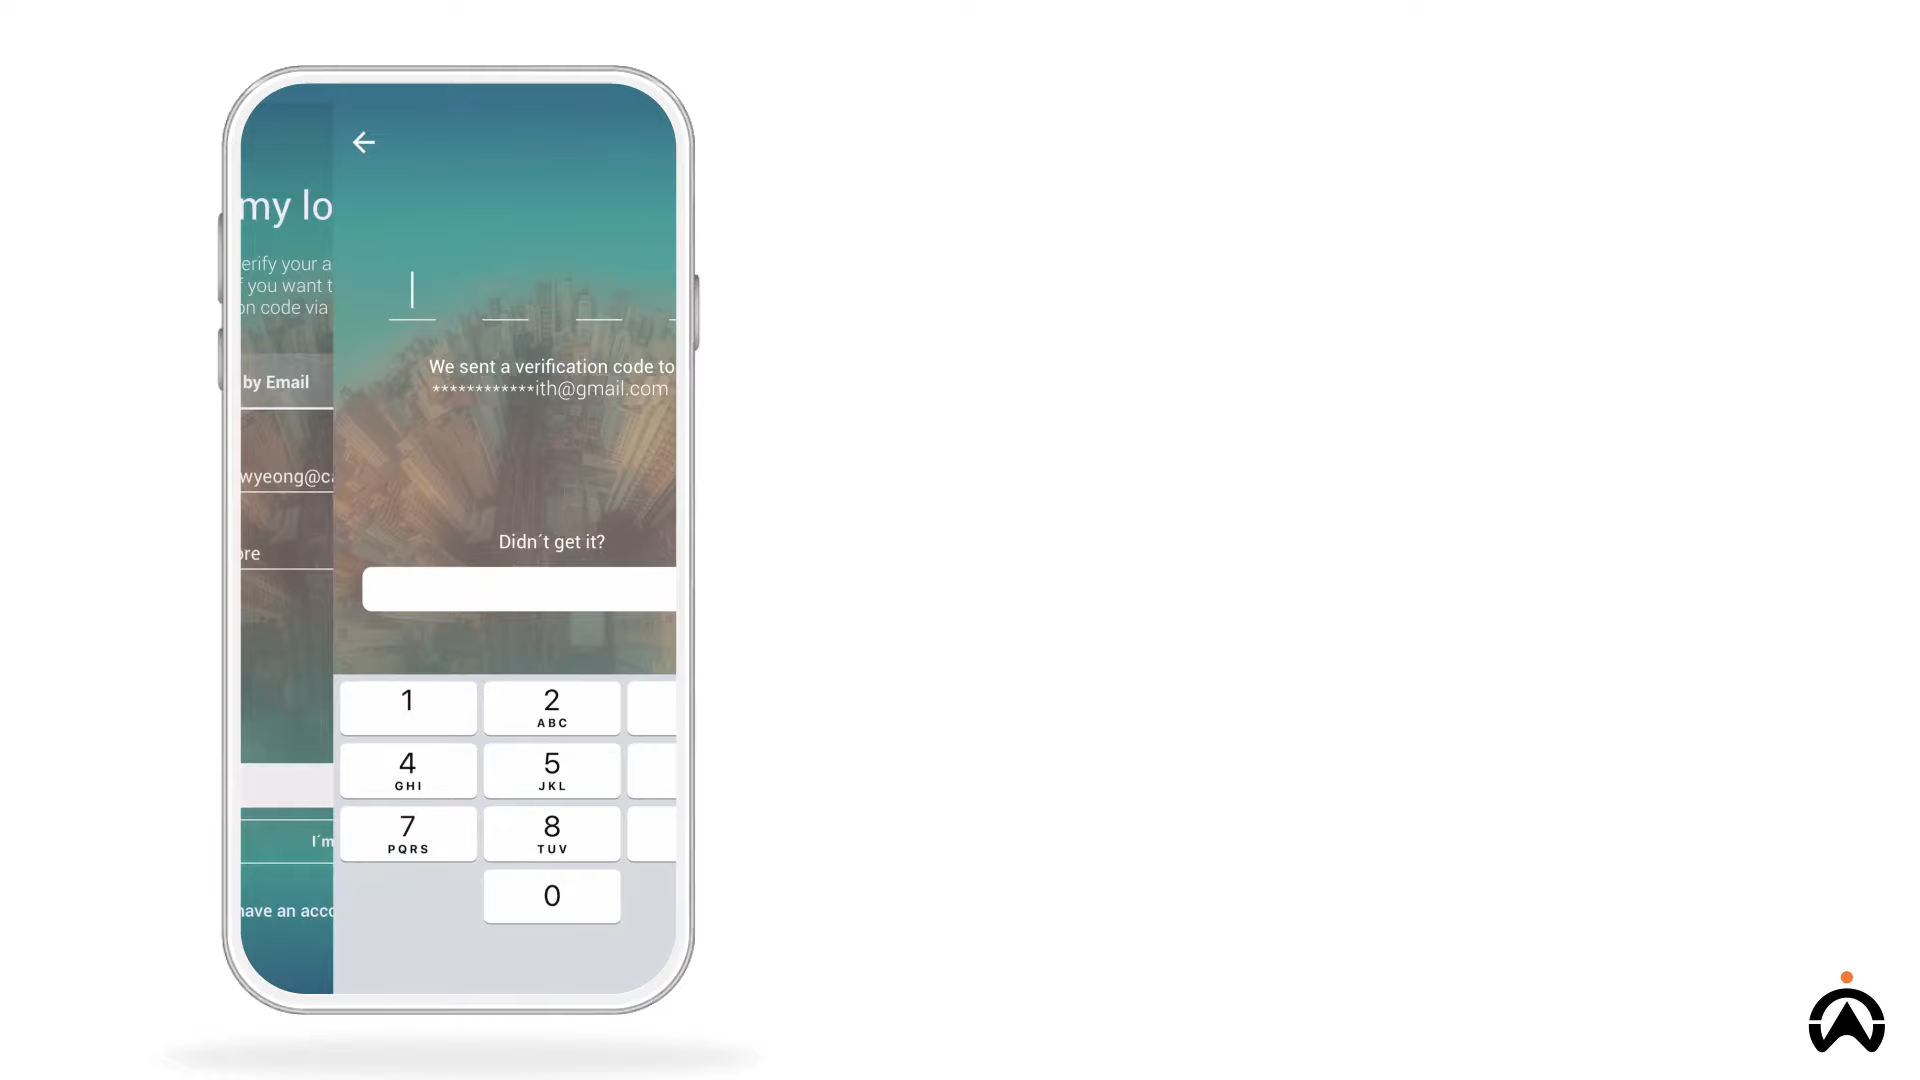 my lo
erify your a
f you want t
on code via
by Email
wyeong@ca
ore
I´m
have an acco
We sent a verification code to
************ith@gmail.com
Didn´t get it?
1
2
ABC
4
GHI
5
JKL
7
PQRS
8
TUV
0